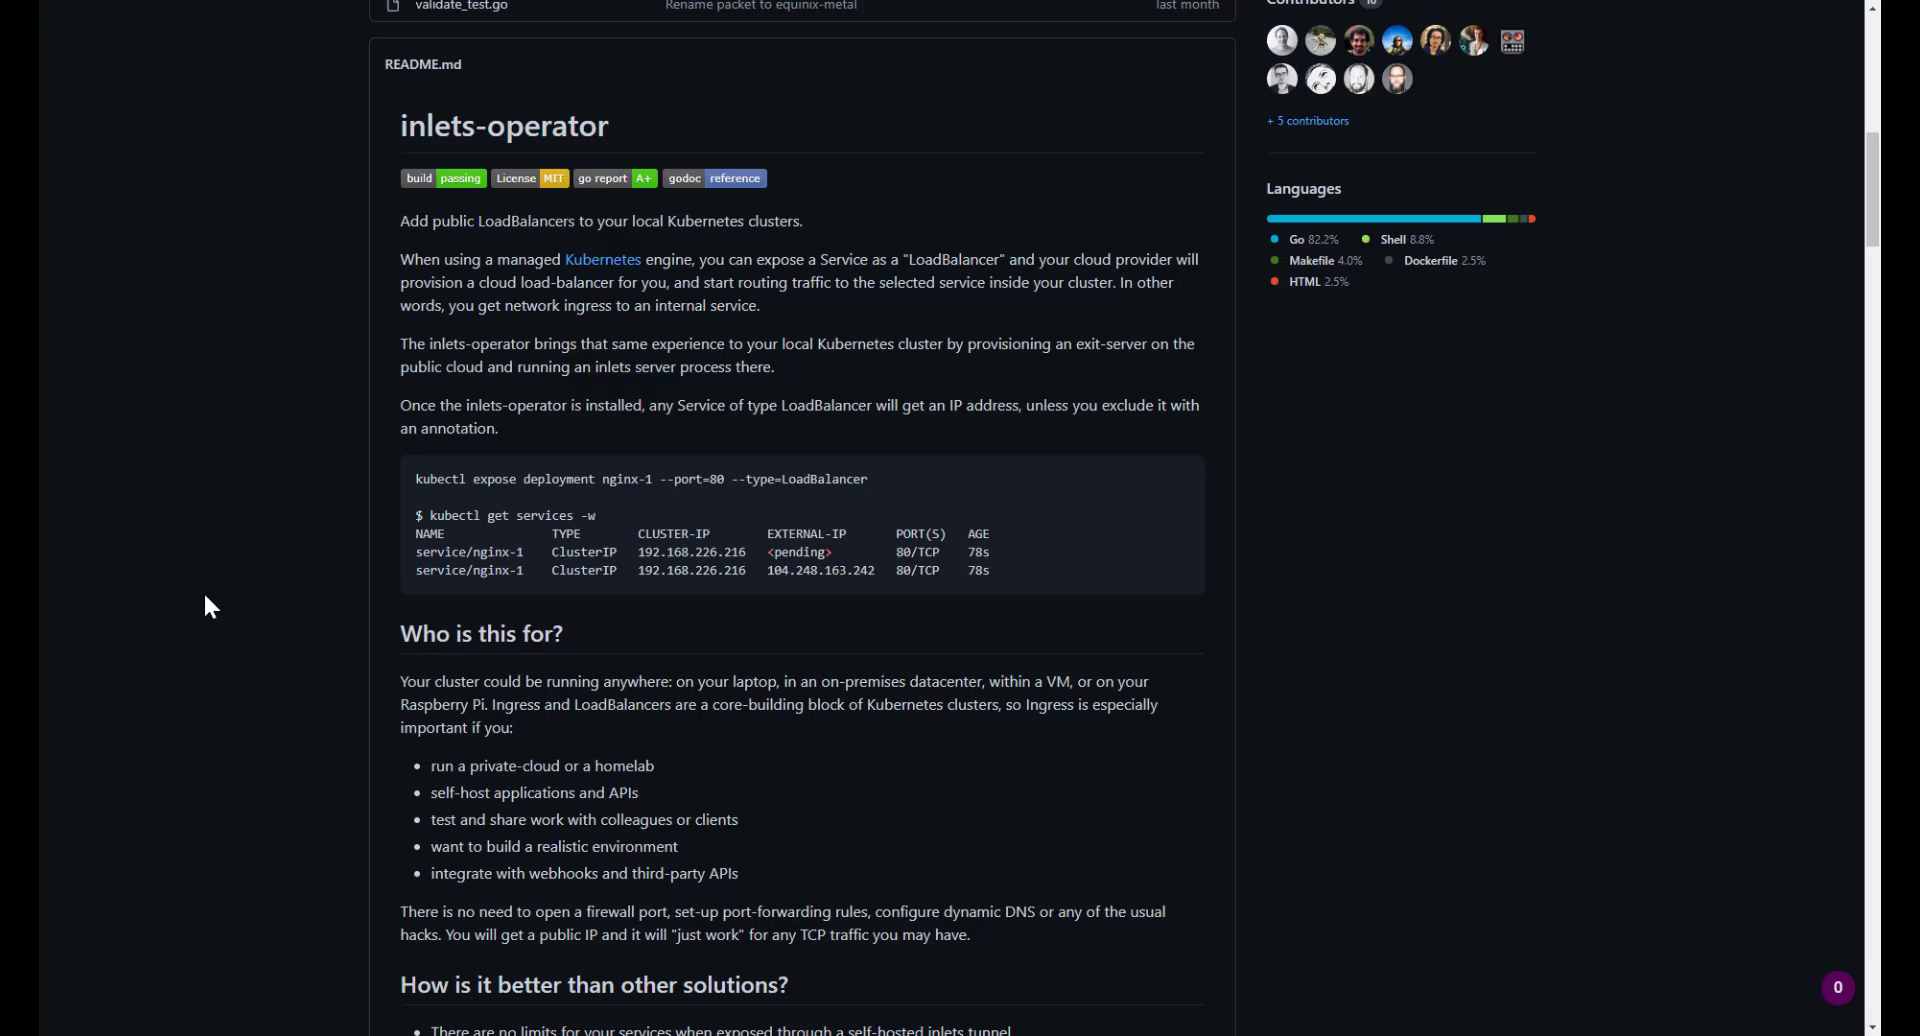 validate_test.go Rename packet to equinix-metal last month
README.md
inlets-operator
build passing License MIT go report A+ godoc reference
Add public LoadBalancers to your local Kubernetes clusters.
When using a managed Kubernetes engine, you can expose a Service as a "LoadBalancer" and your cloud provider will
provision a cloud load-balancer for you, and start routing traffic to the selected service inside your cluster. In other
words, you get network ingress to an internal service.
The inlets-operator brings that same experience to your local Kubernetes cluster by provisioning an exit-server on the
public cloud and running an inlets server process there.
Once the inlets-operator is installed, any Service of type LoadBalancer will get an IP address, unless you exclude it with
an annotation.
kubectl expose deployment nginx-1 --port=80 --type=LoadBalancer
$ kubectl get services -w
NAME TYPE CLUSTER-IP EXTERNAL-IP PORT(S) AGE
service/nginx-1 ClusterIP 192.168.226.216 <pending> 80/TCP 78s
service/nginx-1 ClusterIP 192.168.226.216 104.248.163.242 80/TCP 78s
Who is this for?
Your cluster could be running anywhere: on your laptop, in an on-premises datacenter, within a VM, or on your
Raspberry Pi. Ingress and LoadBalancers are a core-building block of Kubernetes clusters, so Ingress is especially
important if you:
• run a private-cloud or a homelab
• self-host applications and APIs
• test and share work with colleagues or clients
• want to build a realistic environment
• integrate with webhooks and third-party APIs
There is no need to open a firewall port, set-up port-forwarding rules, configure dynamic DNS or any of the usual
hacks. You will get a public IP and it will "just work" for any TCP traffic you may have.
How is it better than other solutions?
• There are no limits for your services when exposed through a self-hosted inlets tunnel
Contributors 16
+ 5 contributors
Languages
Go 82.2% Shell 8.8%
Makefile 4.0% Dockerfile 2.5%
HTML 2.5%
0